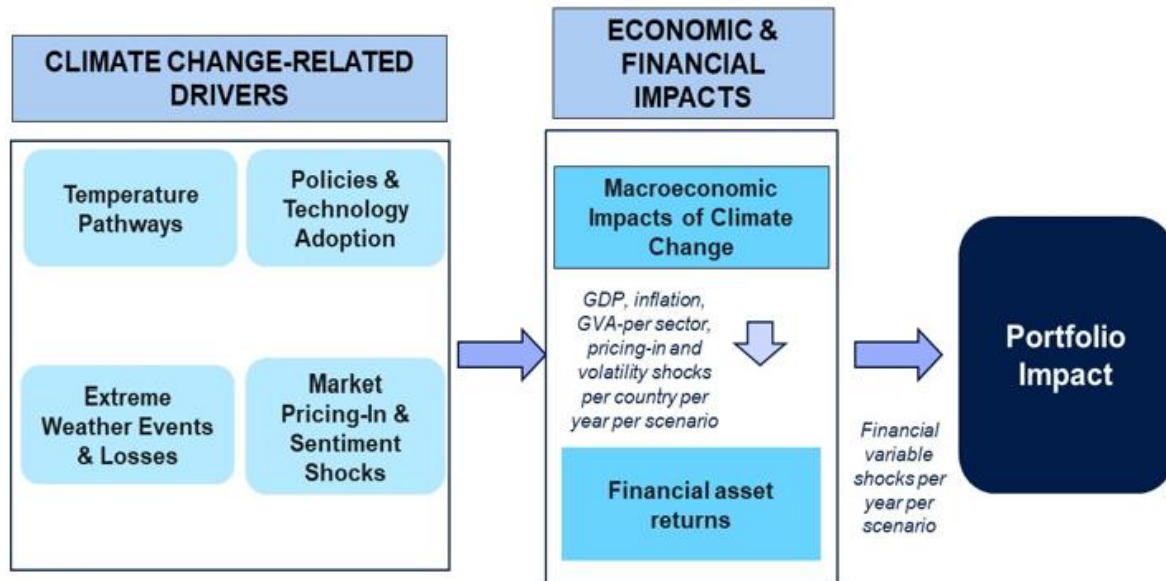 CLIMATE CHANGE-RELATED
DRIVERS
Temperature
Pathways
Policies &
Technology
Adoption
Extreme
Weather Events
& Losses
Market
Pricing-In &
Sentiment
Shocks
ECONOMIC &
FINANCIAL
IMPACTS
Macroeconomic
Impacts of Climate
Change
GDP, inflation,
GVA-per sector,
pricing-in and
volatility shocks
per country per
year per scenario
Financial asset
returns
Financial
variable
shocks per
year per
scenario
Portfolio
Impact